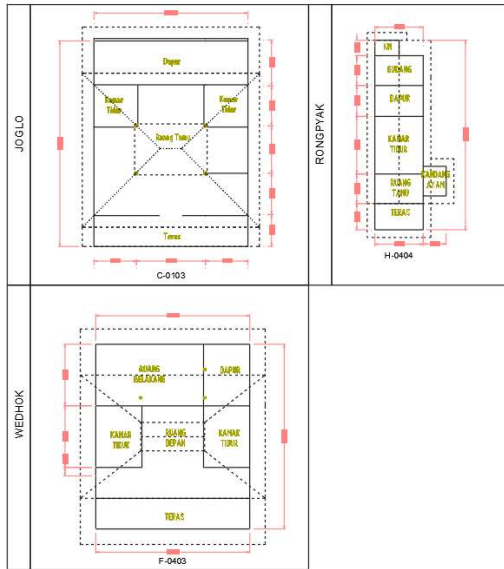 JOGLO
Dapur
Kamar
Tidur
Kamar
Tidur
Ruang Tamu
Teras
C-0103
RONGPYAK
KM
GUDANG
DAPUR
KAMAR
TIDUR
RUANG
TAMU
KANDANG
AYAM
TERAS
H-0404
WEDHOK
RUANG
BELAKANG
DAPUR
KAMAR
TIDUR
RUANG
DEPAN
KAMAR
TIDUR
TERAS
F-0403